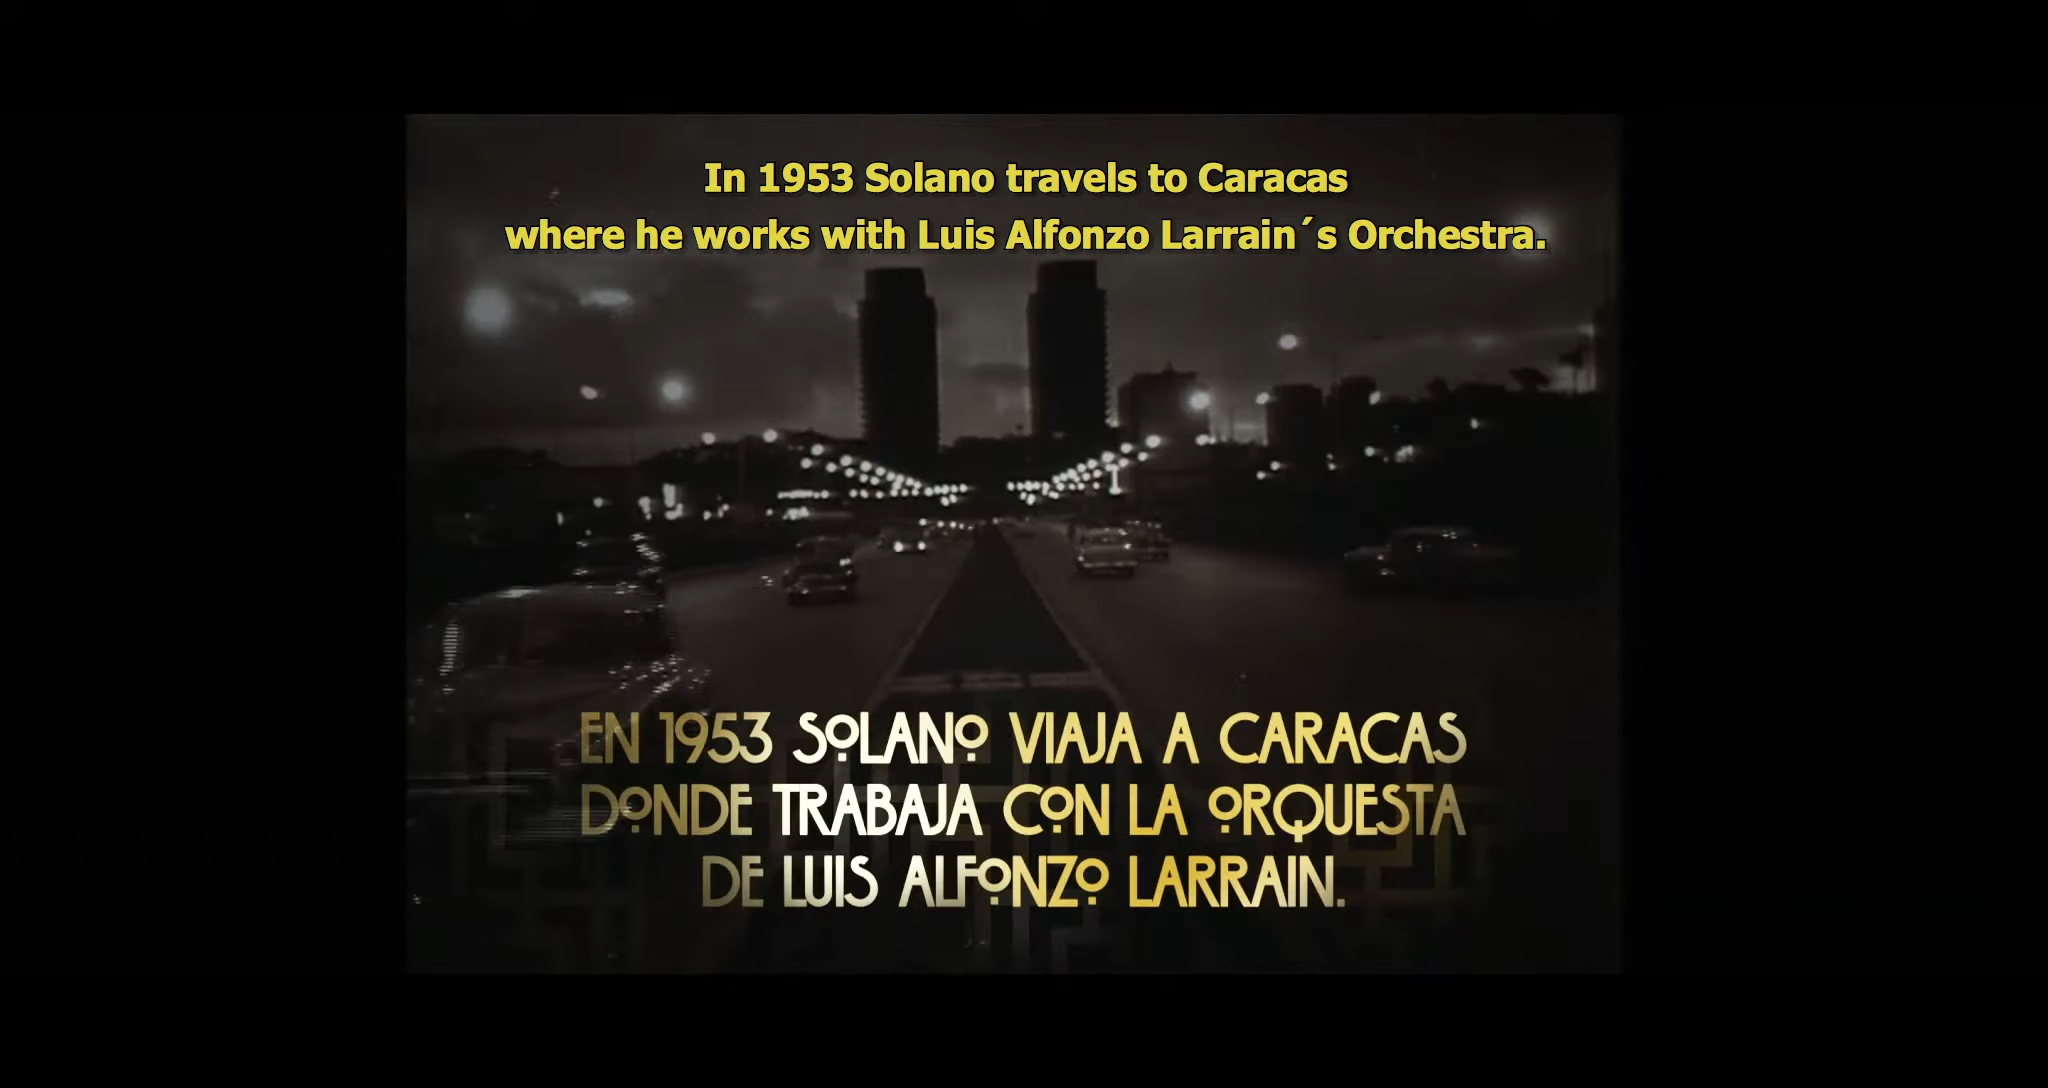 In 1953 Solano travels to Caracas
where he works with Luis Alfonzo Larrain´s Orchestra.
EN 1953 SOLANO VIAJA A CARACAS
DONDE TRABAJA CON LA ORQUESTA
DE LUIS ALFONZO LARRAIN.